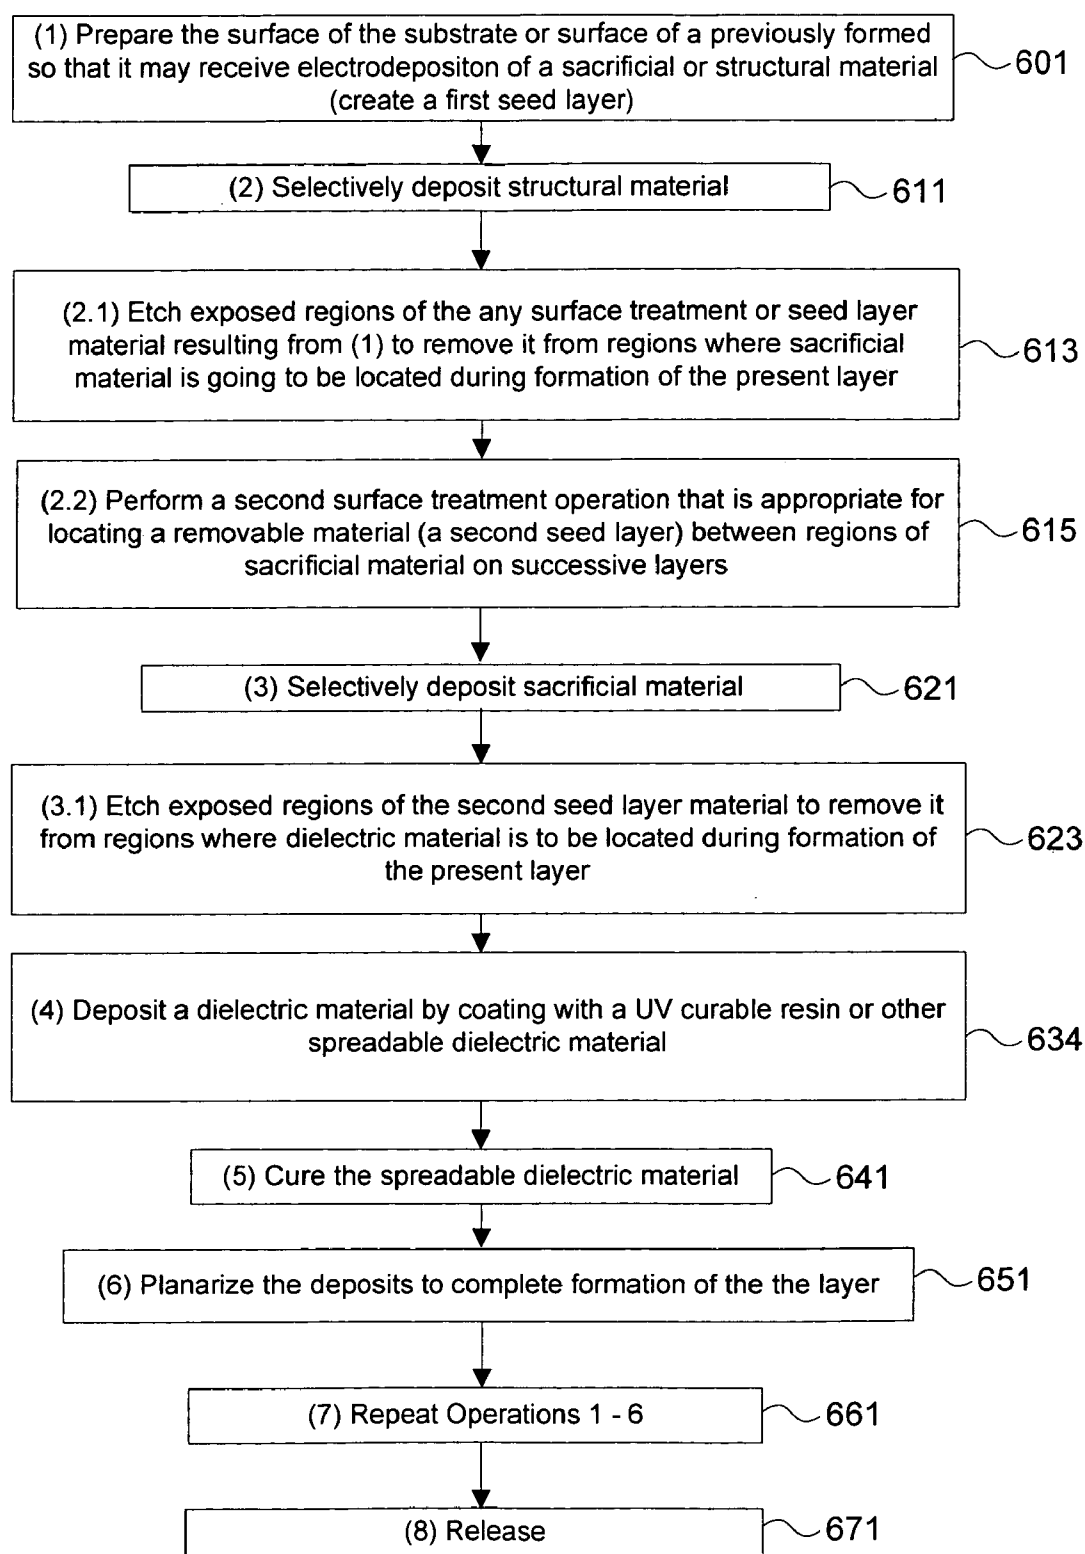 (1) Prepare the surface of the substrate or surface of a previously formed
so that it may receive electrodepositon of a sacrificial or structural material
(create a first seed layer)
601
(2) Selectively deposit structural material
611
(2.1) Etch exposed regions of the any surface treatment or seed layer
material resulting from (1) to remove it from regions where sacrificial
material is going to be located during formation of the present layer
613
(2.2) Perform a second surface treatment operation that is appropriate for
locating a removable material (a second seed layer) between regions of
sacrificial material on successive layers
615
(3) Selectively deposit sacrificial material
621
(3.1) Etch exposed regions of the second seed layer material to remove it
from regions where dielectric material is to be located during formation of
the present layer
623
(4) Deposit a dielectric material by coating with a UV curable resin or other
spreadable dielectric material
634
(5) Cure the spreadable dielectric material
641
(6) Planarize the deposits to complete formation of the the layer
651
(7) Repeat Operations 1 - 6
661
(8) Release
671